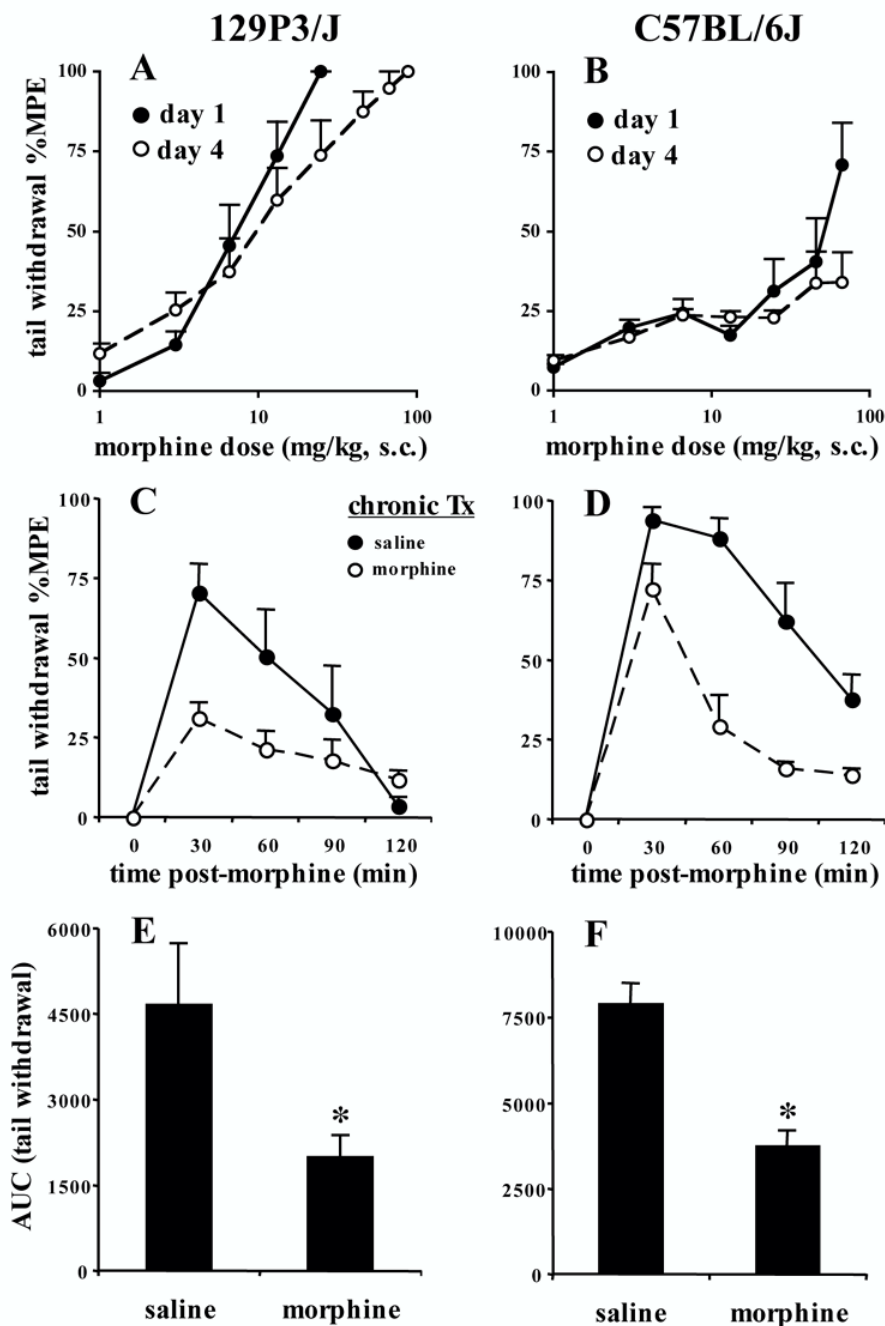 129P3/J
C57BL/6J
A
day 1
day 4
tail withdrawal %MPE
100
75
50
25
0
1
10
100
morphine dose (mg/kg, s.c.)
B
day 1
day 4
100
75
50
25
0
1
10
100
morphine dose (mg/kg, s.c.)
C
chronic Tx
saline
morphine
tail withdrawal %MPE
100
75
50
25
0
0 30 60 90 120
time post-morphine (min)
D
100
75
50
25
0
0 30 60 90 120
time post-morphine (min)
E
AUC (tail withdrawal)
6000
4500
3000
1500
0
*
saline morphine
F
10000
7500
5000
2500
0
*
saline morphine